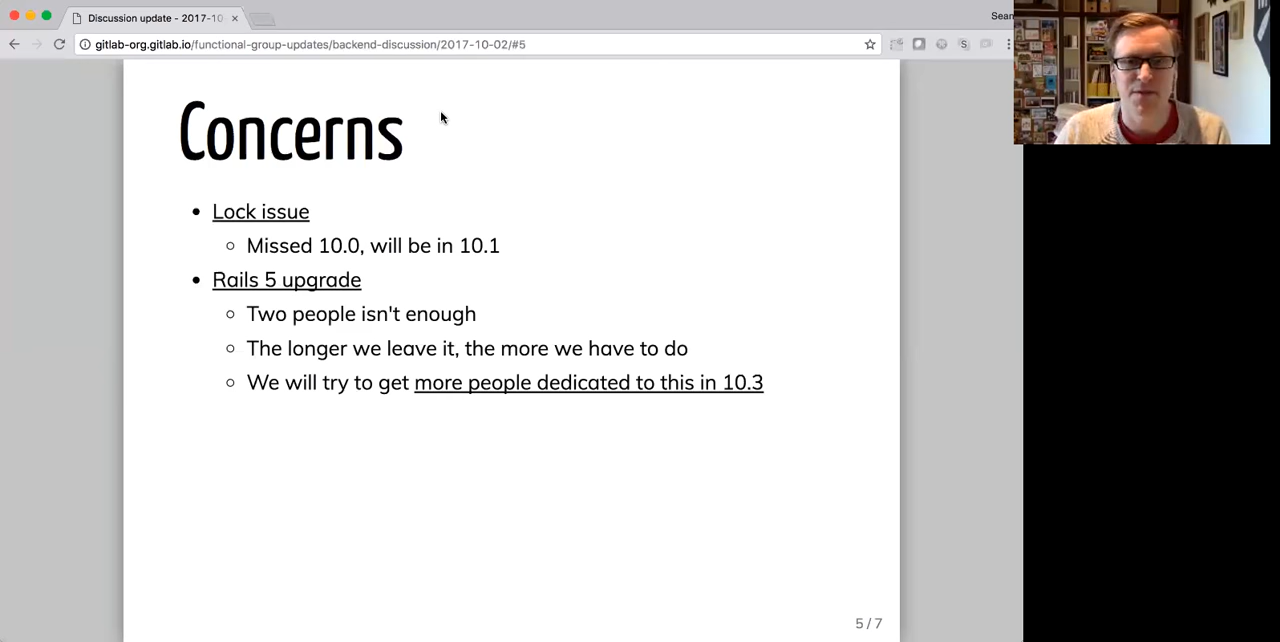 Discussion update - 2017-10
Sean
gitlab-org.gitlab.io/functional-group-updates/backend-discussion/2017-10-02/#5
Concerns
Lock issue
Missed 10.0, will be in 10.1
Rails 5 upgrade
Two people isn't enough
The longer we leave it, the more we have to do
We will try to get more people dedicated to this in 10.3
5 / 7